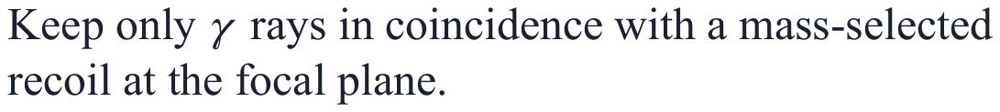 Keep only γ rays in coincidence with a mass-selected
recoil at the focal plane.